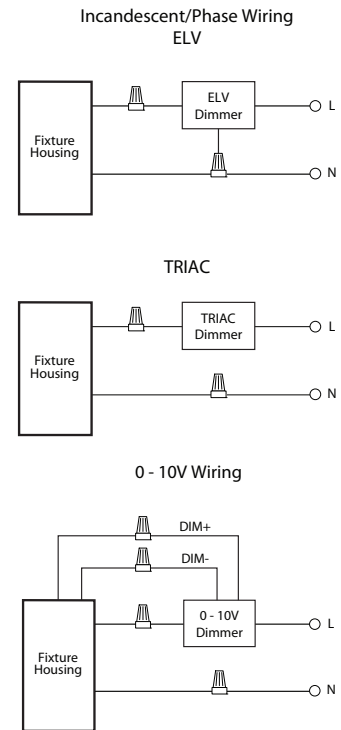 Incandescent/Phase Wiring
ELV
ELV
Dimmer
L
Fixture
Housing
N
TRIAC
TRIAC
Dimmer
L
Fixture
Housing
N
0 - 10V Wiring
DIM+
DIM-
0 - 10V
Dimmer
L
Fixture
Housing
N